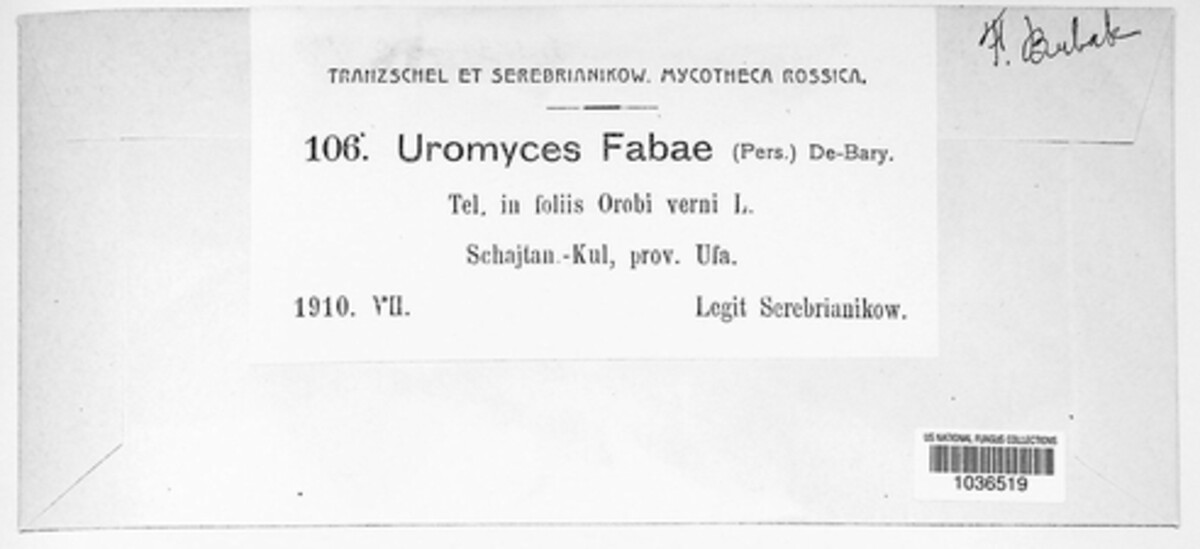 F. Bubak
TRANZSCHEL ET SEREBRIANIKOW. MYCOTHECA ROSSICA.
106. Uromyces Fabae (Pers.) De-Bary.
Tel. in foliis Orobi verni L.
Schajtan.-Kul, prov. Ufa.
1910. VII. Legit Serebrianikow.
US NATIONAL FUNGUS COLLECTIONS
1036519